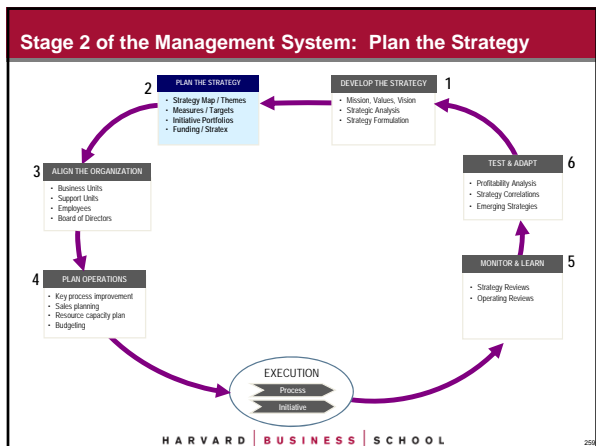 Stage 2 of the Management System: Plan the Strategy
2
PLAN THE STRATEGY
• Strategy Map / Themes
• Measures / Targets
• Initiative Portfolios
• Funding / Stratex
DEVELOP THE STRATEGY
1
• Mission, Values, Vision
• Strategic Analysis
• Strategy Formulation
3
ALIGN THE ORGANIZATION
• Business Units
• Support Units
• Employees
• Board of Directors
TEST & ADAPT
6
• Profitability Analysis
• Strategy Correlations
• Emerging Strategies
4
PLAN OPERATIONS
• Key process improvement
• Sales planning
• Resource capacity plan
• Budgeting
MONITOR & LEARN
5
• Strategy Reviews
• Operating Reviews
EXECUTION
Process
Initiative
HARVARD | BUSINESS | SCHOOL
259